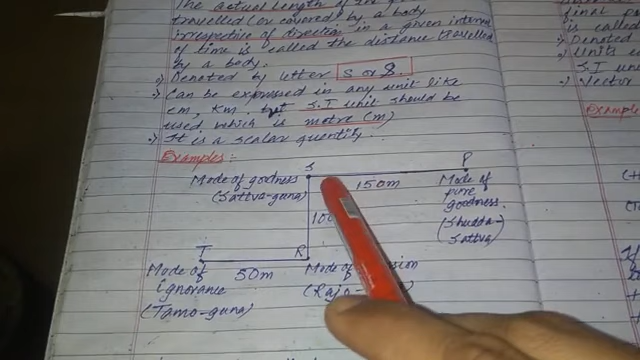 The actual length of the
travelled (or covered) by a body
irrespective of direction in a given interval
of time is called the distance travelled
by a body.
Denoted by letter S or S.
Can be expressed in any unit like
cm, km. but S.I unit should be
used which is metre (m)
It is a scalar quantity.
Examples:
S
P
Mode of goodness
(Sattva-guna)
150m
Mode of
pure
goodness.
(Shudda-
Sattva)
T
50m
R
Mode of
ignorance
(Tamo-guna)
Mode of
final
is called
Denoted
Units
S.I uni
Vector
Example